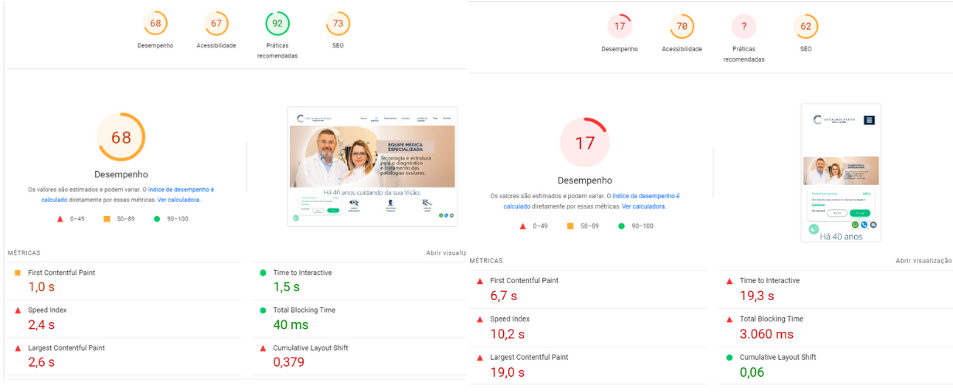 68
67
92
73
Desempenho
Acessibilidade
Práticas
recomendadas
SEO
68
Desempenho
Os valores são estimados e podem variar. O índice de desempenho é
calculado diretamente por essas métricas. Ver calculadora.
0–49
50–89
90–100
EQUIPE MÉDICA
ESPECIALIZADA
Tecnologia e estrutura
para o diagnóstico
e tratamento das
patologias oculares.
Há 40 anos cuidando da sua Visão.
MÉTRICAS
Abrir visuali
First Contentful Paint
1,0 s
Time to Interactive
1,5 s
Speed Index
2,4 s
Total Blocking Time
40 ms
Largest Contentful Paint
2,6 s
Cumulative Layout Shift
0,379
17
70
?
62
Desempenho
Acessibilidade
Práticas
recomendadas
SEO
17
Desempenho
Os valores são estimados e podem variar. O índice de desempenho é
calculado diretamente por essas métricas. Ver calculadora.
0–49
50–89
90–100
Há 40 anos
MÉTRICAS
Abrir visualização
First Contentful Paint
6,7 s
Time to Interactive
19,3 s
Speed Index
10,2 s
Total Blocking Time
3.060 ms
Largest Contentful Paint
19,0 s
Cumulative Layout Shift
0,06